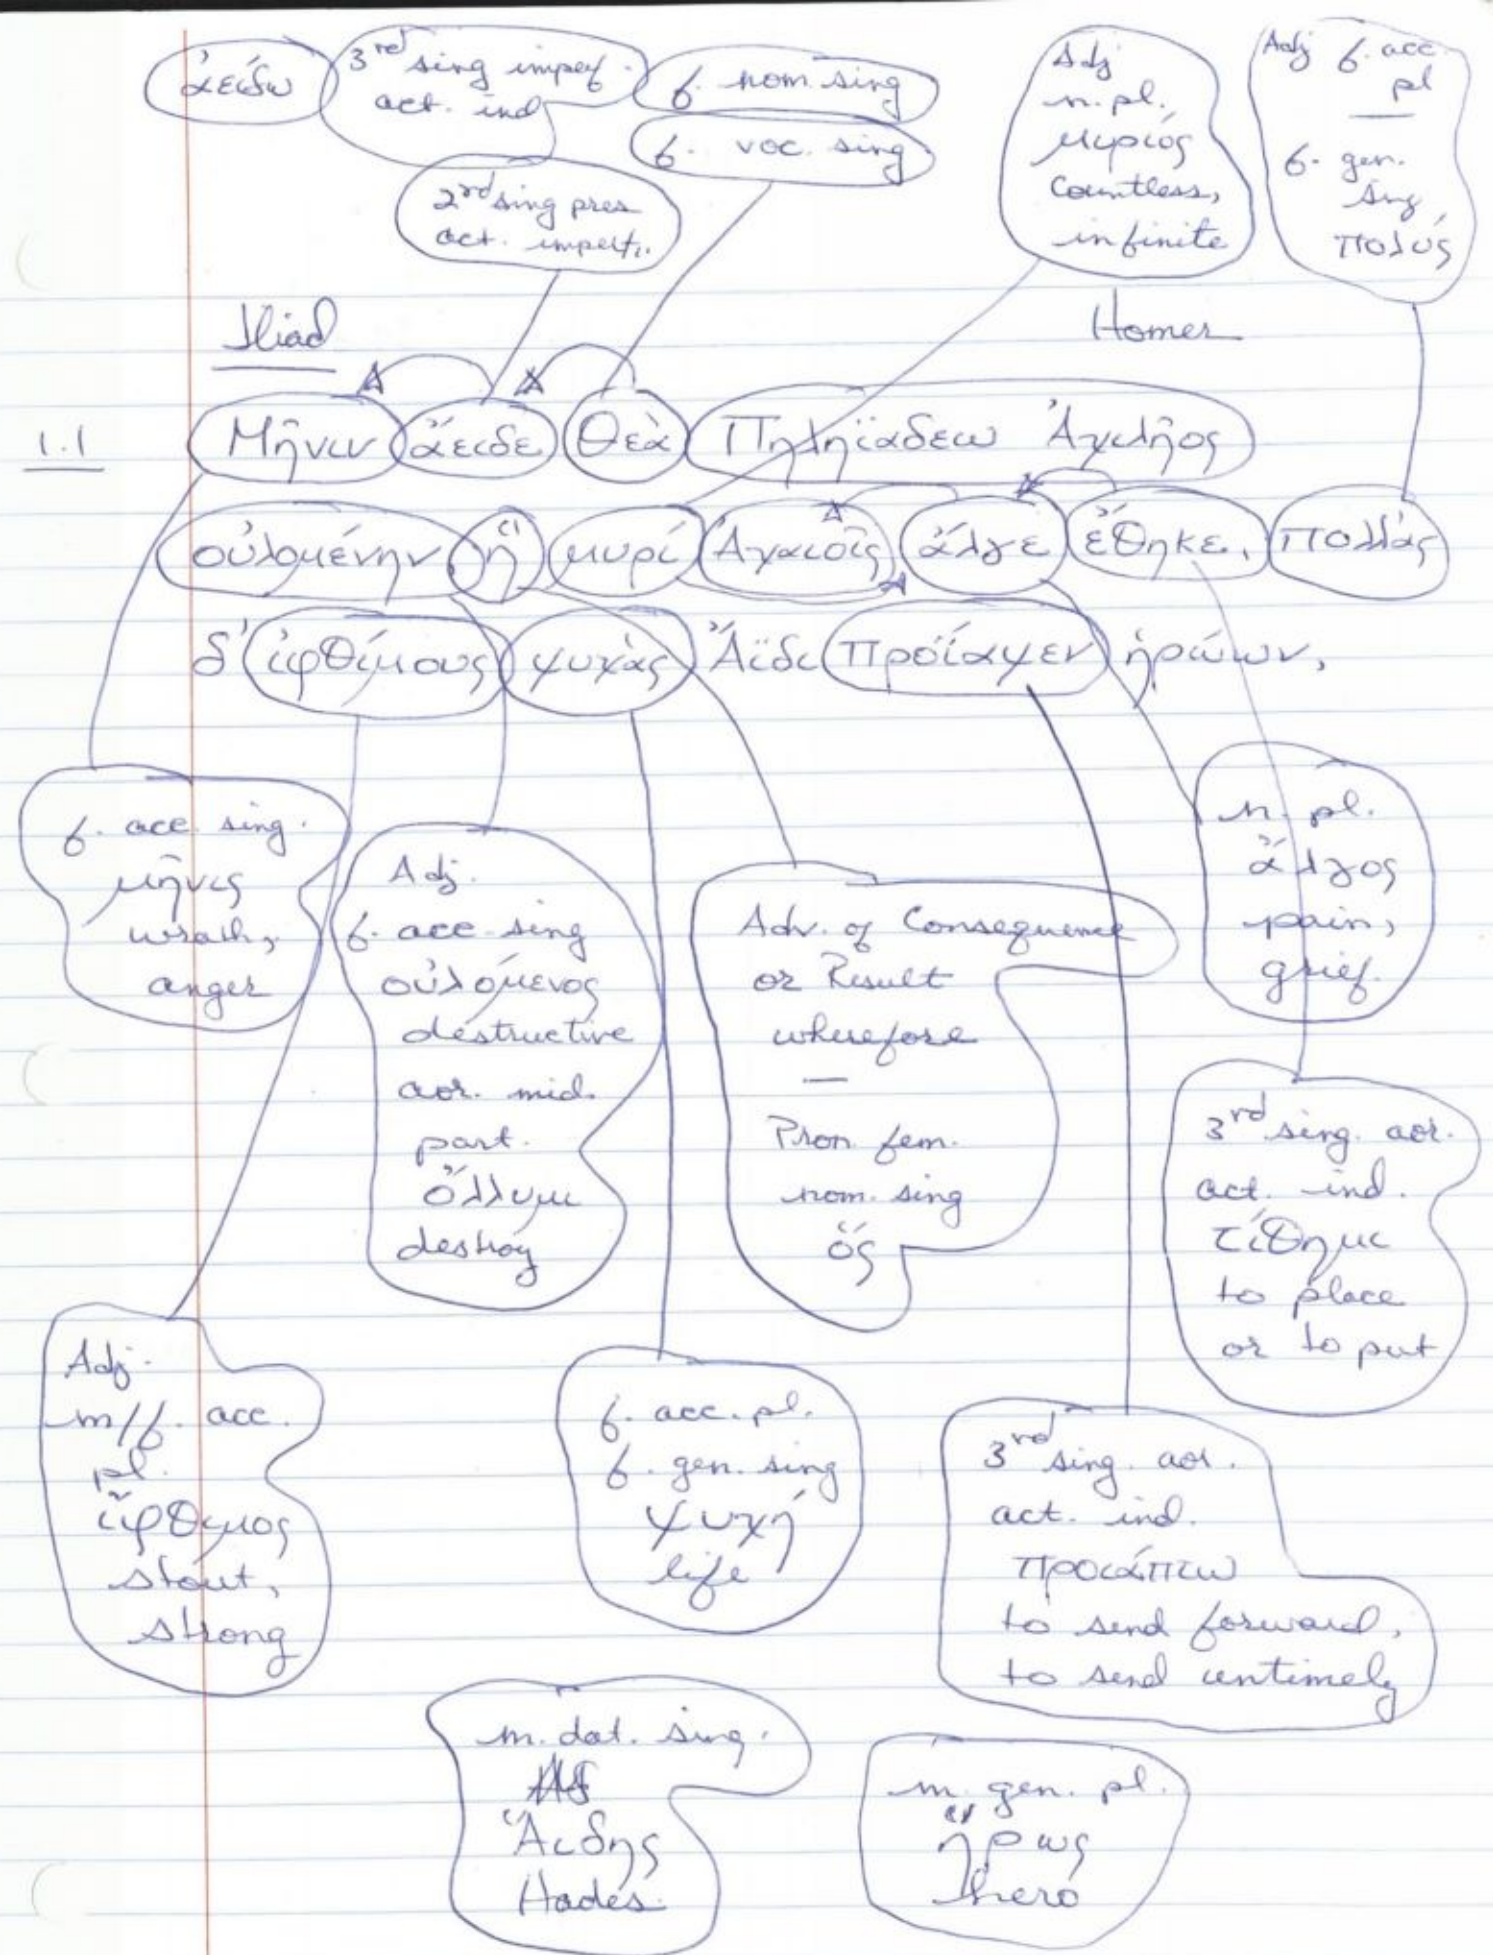 ἀείδω
3rd sing imperf.
act. ind
f. nom. sing
f. voc. sing
2rd sing pres
act. imperf.
Adj
n. pl.
μυριός
countless,
infinite
Adj f. acc.
pl
—
f. gen.
sing
πολύς
Iliad
Homer
1.1
Μῆνιν ἄειδε Θεὰ Πηληϊάδεω Ἀχιλῆος
οὐλομένην ἣ μυρί Ἀχαιοῖς ἄλγε ἔθηκε, πολλὰς
δ' ἰφθίμους ψυχὰς Ἄϊδι προΐαψεν ἡρώων,
f. acc. sing.
μῆνις
wrath,
anger
Adj.
f. acc sing
οὐλόμενος
destructive
aor. mid.
part.
ὄλλυμι
destroy
Adv. of Consequence
or Result
wherefore
—
Pron fem.
nom. sing
ὅς
n. pl.
ἄλγος
pain,
grief.
3rd sing. aor.
act. ind.
τίθημι
to place
or to put
Adj.
m/f. acc.
pl.
ἴφθιμος
stout,
strong
f. acc. pl.
f. gen. sing
ψυχή
life
3rd sing. aor.
act. ind.
προιάπτω
to send forward,
to send untimely
m. dat. sing.
Ἅιδης
Hades
m. gen. pl.
ἥρως
hero